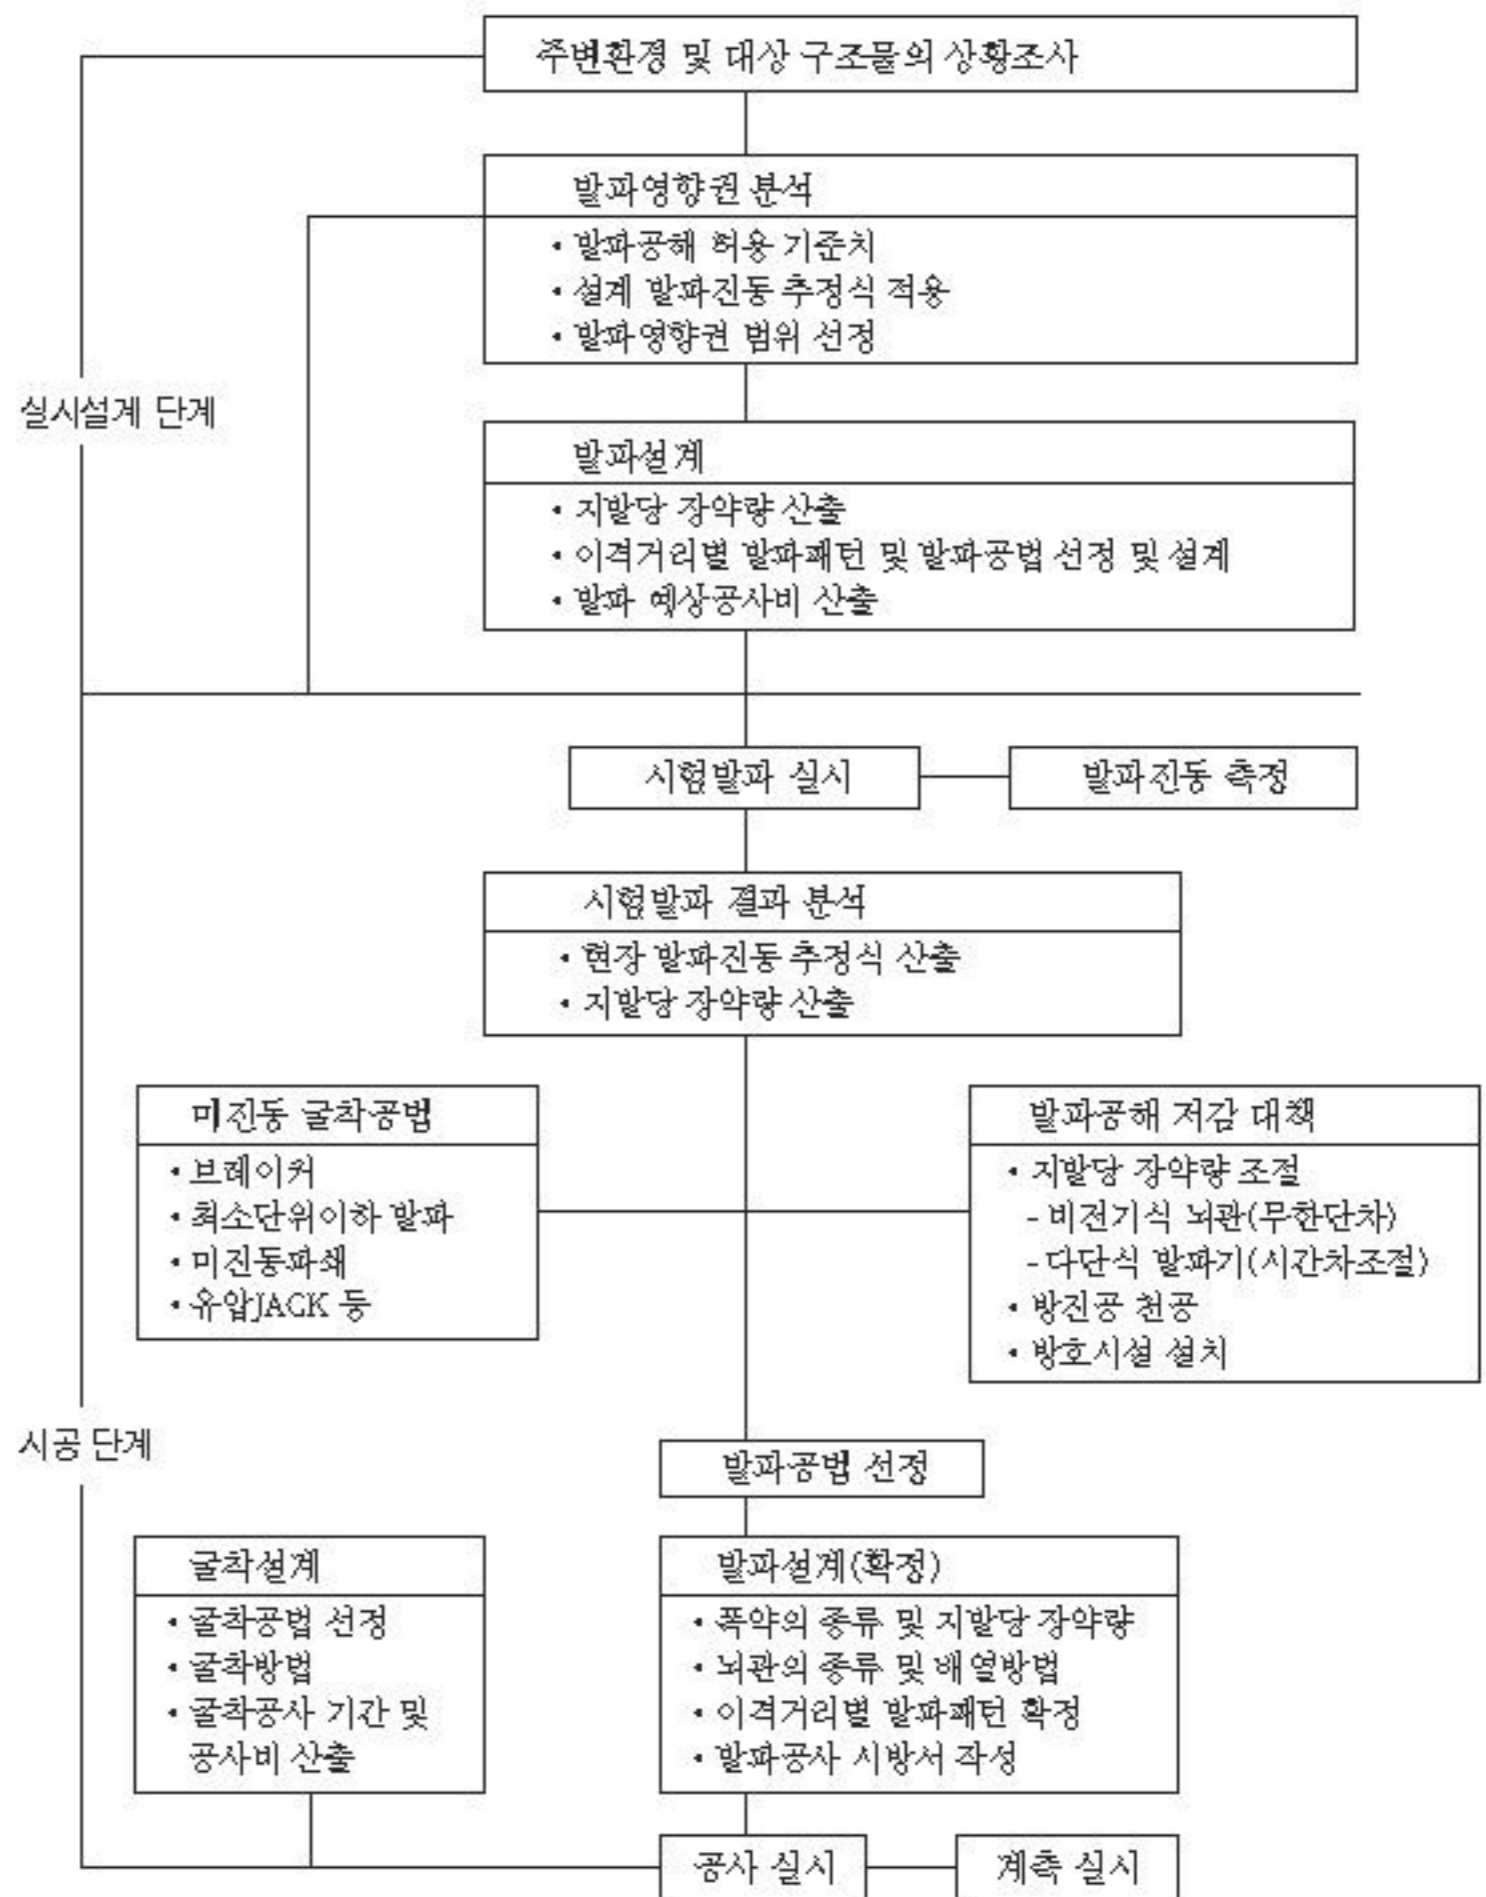 주변환경 및 대상 구조물의 상황조사
발파영향권 분석
• 발파공해 허용 기준치
• 설계 발파진동 추정식 적용
• 발파영향권 범위 선정
실시설계 단계
발파설계
• 지발당 장약량 산출
• 이격거리별 발파패턴 및 발파공법 선정 및 설계
• 발파 예상공사비 산출
시험발파 실시
발파진동 측정
시험발파 결과 분석
• 현장 발파진동 추정식 산출
• 지발당 장약량 산출
미진동 굴착공법
• 브레이커
• 최소단위이하 발파
• 미진동파쇄
• 유압JACK 등
발파공해 저감 대책
• 지발당 장약량 조절
- 비전기식 뇌관(무한단차)
- 다단식 발파기(시간차조절)
• 방진공 천공
• 방호시설 설치
시공 단계
발파공법 선정
굴착설계
• 굴착공법 선정
• 굴착방법
• 굴착공사 기간 및
공사비 산출
발파설계(확정)
• 폭약의 종류 및 지발당 장약량
• 뇌관의 종류 및 배열방법
• 이격거리별 발파패턴 확정
• 발파공사 시방서 작성
공사 실시
계측 실시